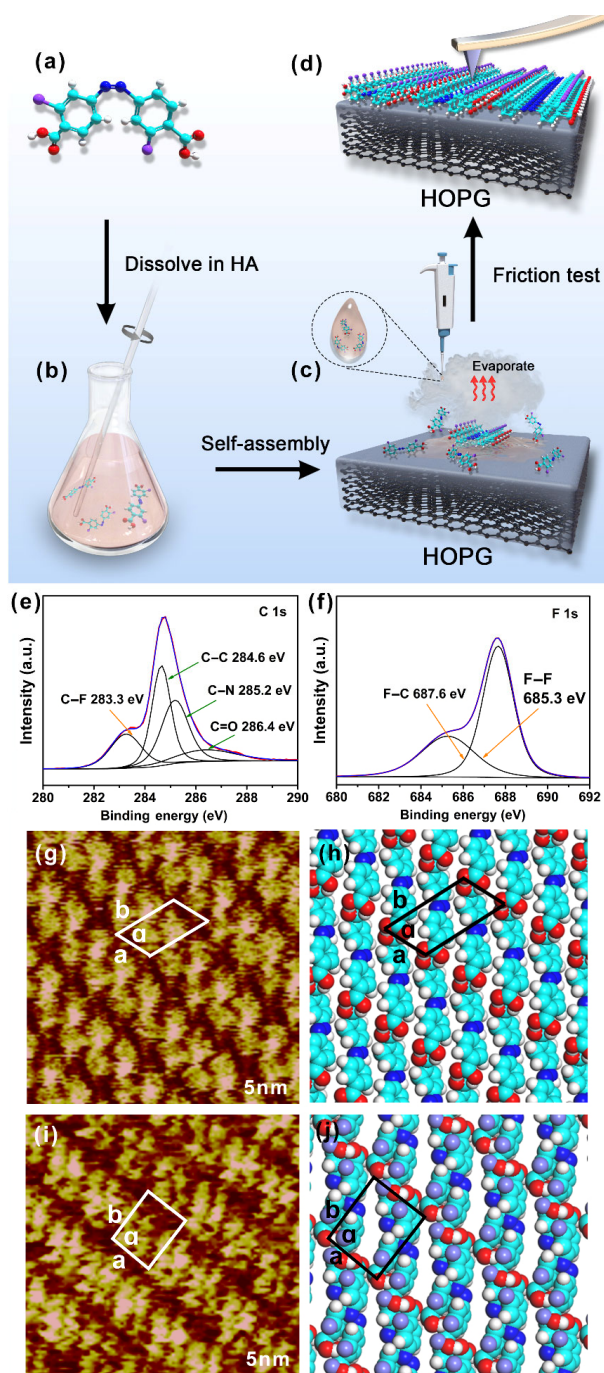 (a)
(d)
HOPG
Dissolve in HA
Friction test
(b)
(c)
Evaporate
Self-assembly
HOPG
(e)
C 1s
C–C 284.6 eV
C–F 283.3 eV
C–N 285.2 eV
C=O 286.4 eV
Intensity (a.u.)
280 282 284 286 288 290
Binding energy (eV)
(f)
F 1s
F–C 687.6 eV
F–F
685.3 eV
Intensity (a.u.)
680 682 684 686 688 690 692
Binding energy (eV)
(g)
b
α
a
5nm
(h)
b
α
a
(i)
b
α
a
5nm
(j)
b
α
a